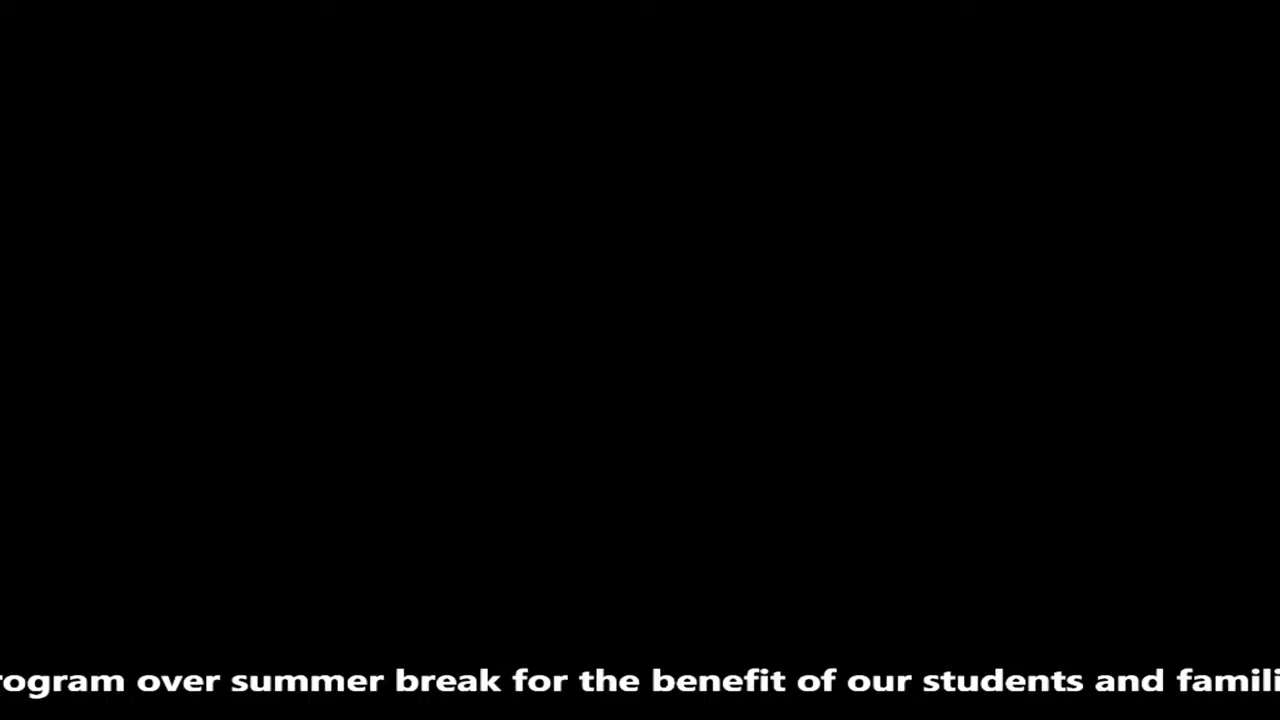 rogram over summer break for the benefit of our students and famili